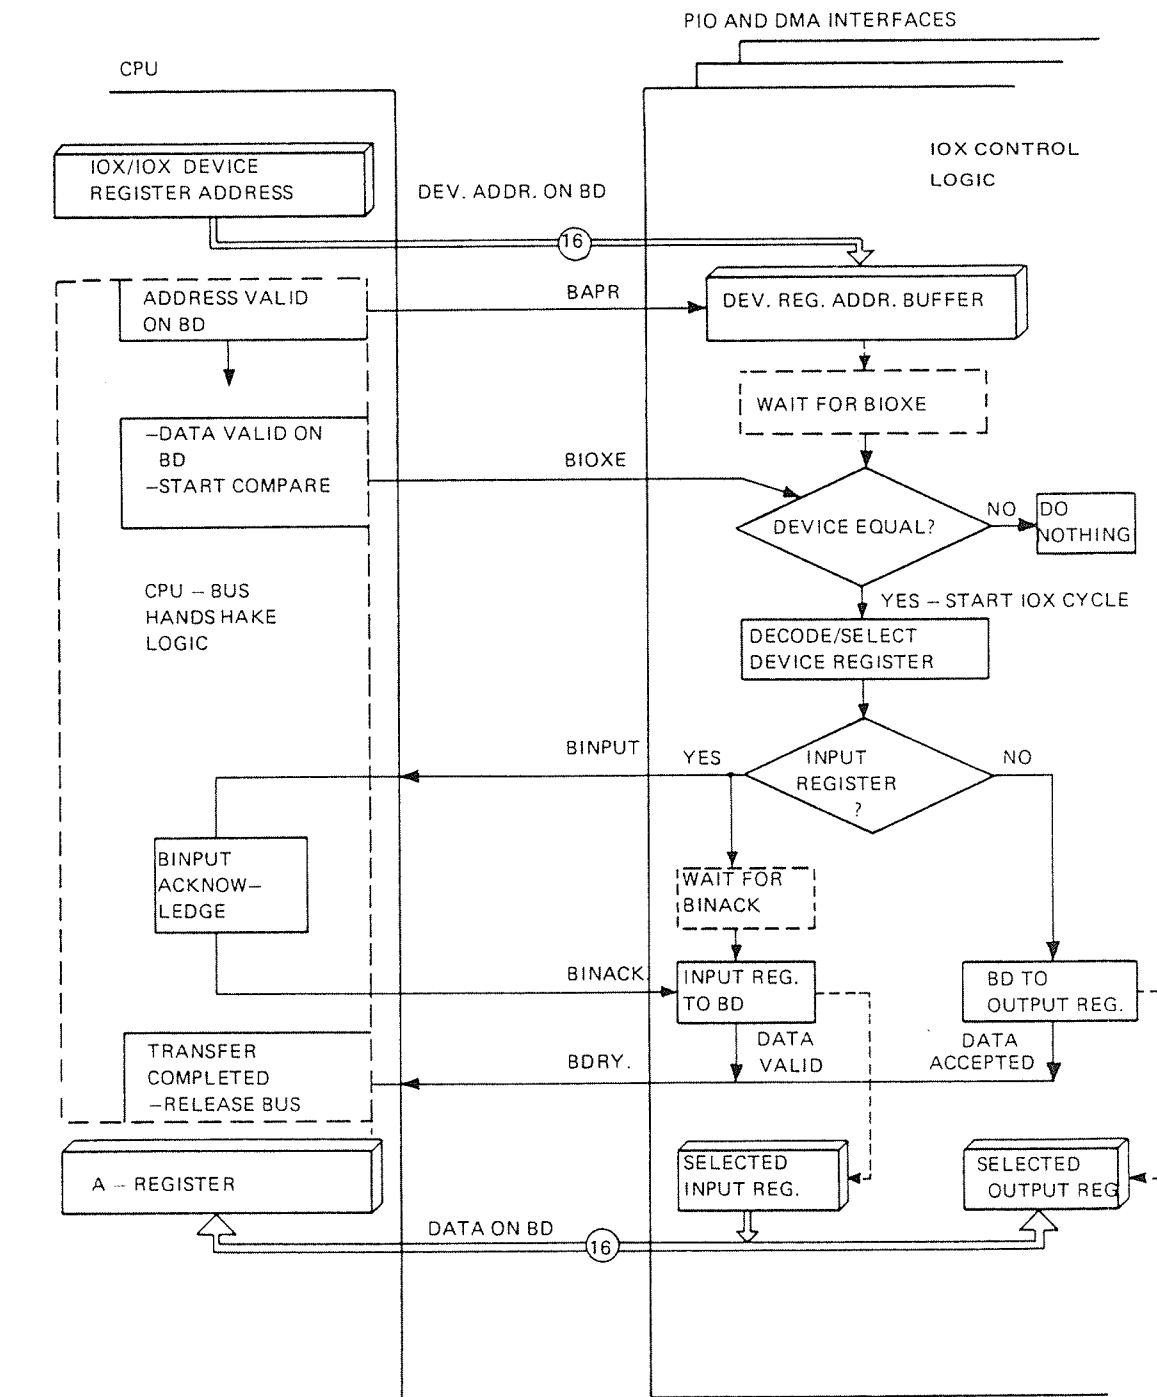 PIO AND DMA INTERFACES
CPU
IOX CONTROL
LOGIC
IOX/IOX DEVICE
REGISTER ADDRESS
DEV. ADDR. ON BD
16
ADDRESS VALID
ON BD
BAPR
DEV. REG. ADDR. BUFFER
WAIT FOR BIOXE
–DATA VALID ON
BD
–START COMPARE
BIOXE
DEVICE EQUAL?
NO
DO
NOTHING
CPU – BUS
HANDS HAKE
LOGIC
YES – START IOX CYCLE
DECODE/SELECT
DEVICE REGISTER
BINPUT
YES
INPUT
REGISTER
?
NO
BINPUT
ACKNOW–
LEDGE
WAIT FOR
BINACK
BINACK.
INPUT REG.
TO BD
BD TO
OUTPUT REG.
DATA
VALID
DATA
ACCEPTED
TRANSFER
COMPLETED
–RELEASE BUS
BDRY.
A – REGISTER
SELECTED
INPUT REG.
SELECTED
OUTPUT REG
DATA ON BD
16